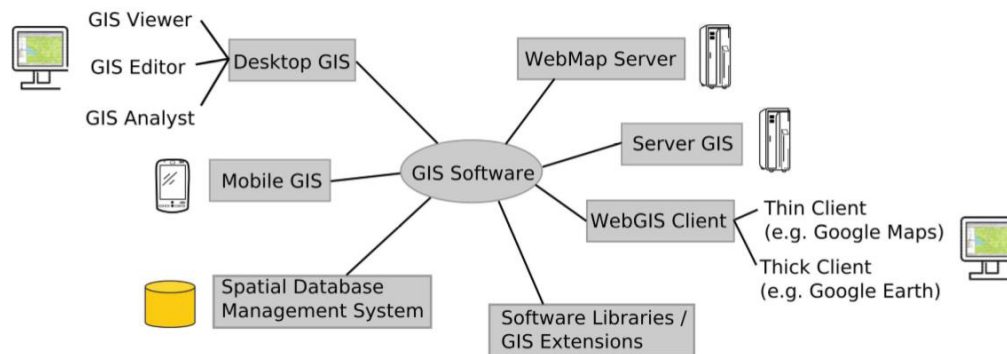 GIS Viewer
GIS Editor
GIS Analyst
Desktop GIS
WebMap Server
Server GIS
Mobile GIS
GIS Software
WebGIS Client
Thin Client
(e.g. Google Maps)
Thick Client
(e.g. Google Earth)
Spatial Database
Management System
Software Libraries /
GIS Extensions